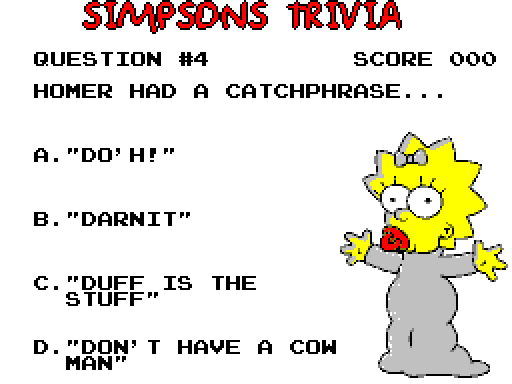 SIMPSONS TRIVIA
QUESTION #4 SCORE 000
HOMER HAD A CATCHPHRASE...
A."DO'H!"
B."DARNIT"
C."DUFF IS THE
STUFF"
D."DON'T HAVE A COW
MAN"